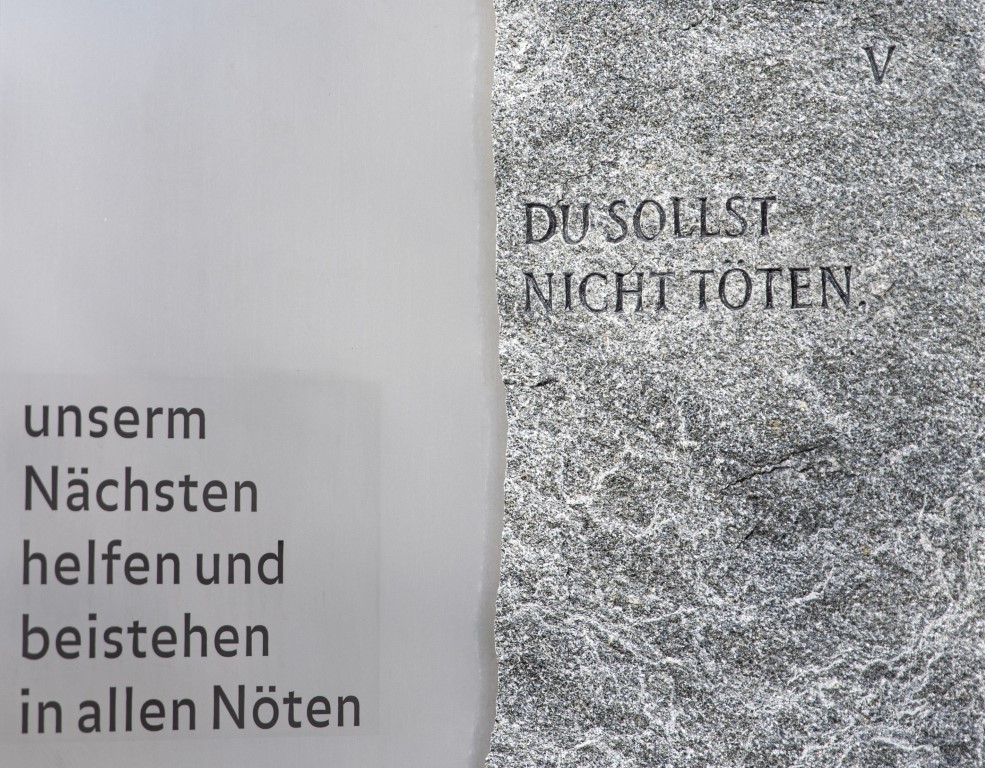 V
DU SOLLST
NICHT TÖTEN.
unserm
Nächsten
helfen und
beistehen
in allen Nöten